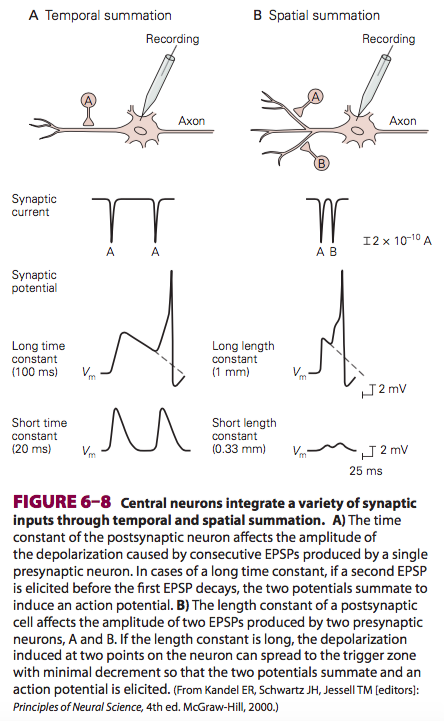 A Temporal summation
B Spatial summation
Recording
Recording
A
Axon
A
Axon
B
Synaptic
current
A A
A B
2 × 10⁻¹⁰ A
Synaptic
potential
Long time
constant
(100 ms)
Vm
Long length
constant
(1 mm)
Vm
2 mV
Short time
constant
(20 ms)
Vm
Short length
constant
(0.33 mm)
Vm
2 mV
25 ms
FIGURE 6–8 Central neurons integrate a variety of synaptic
inputs through temporal and spatial summation. A) The time
constant of the postsynaptic neuron affects the amplitude of
the depolarization caused by consecutive EPSPs produced by a single
presynaptic neuron. In cases of a long time constant, if a second EPSP
is elicited before the first EPSP decays, the two potentials summate to
induce an action potential. B) The length constant of a postsynaptic
cell affects the amplitude of two EPSPs produced by two presynaptic
neurons, A and B. If the length constant is long, the depolarization
induced at two points on the neuron can spread to the trigger zone
with minimal decrement so that the two potentials summate and an
action potential is elicited. (From Kandel ER, Schwartz JH, Jessell TM [editors]:
Principles of Neural Science, 4th ed. McGraw-Hill, 2000.)